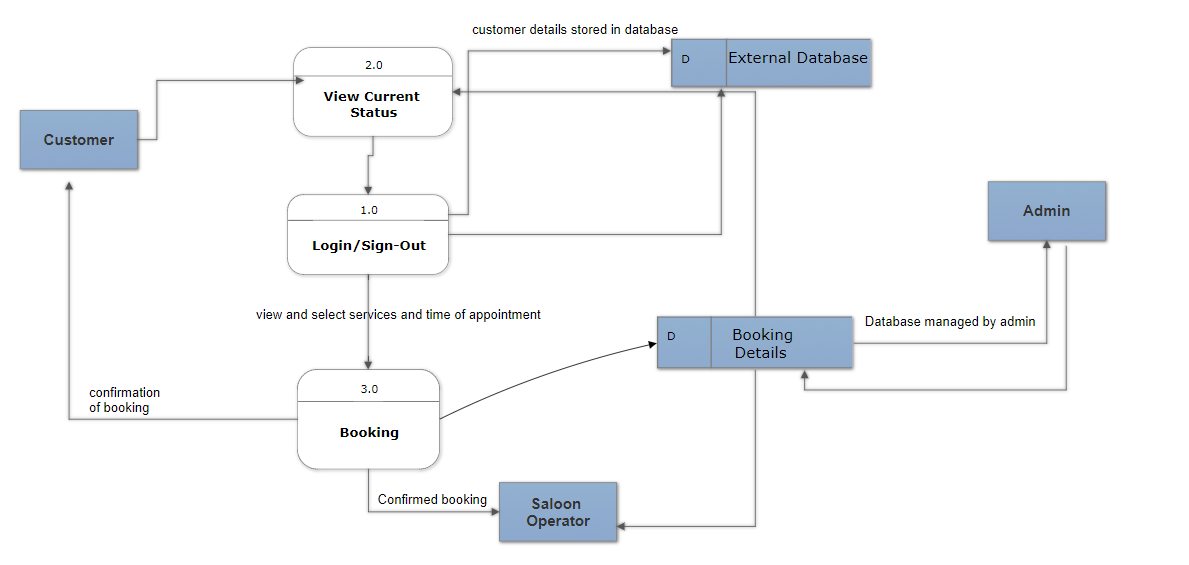 customer details stored in database
D
External Database
2.0
View Current
Status
Customer
1.0
Login/Sign-Out
Admin
view and select services and time of appointment
D
Booking
Details
Database managed by admin
confirmation
of booking
3.0
Booking
Confirmed booking
Saloon
Operator